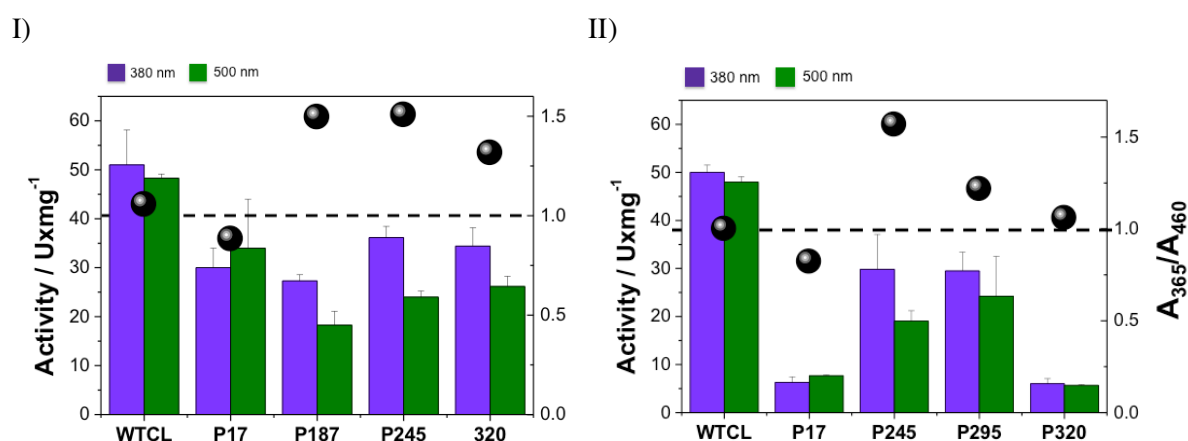 I)
380 nm 500 nm
60
50
40
30
20
10
0
Activity / Uxmg⁻¹
1.5
1.0
0.5
0.0
WTCL P17 P187 P245 320
II)
380 nm 500 nm
60
50
40
30
20
10
0
Activity / Uxmg⁻¹
1.5
1.0
0.5
0.0
A₃₆₅/A₄₆₀
WTCL P17 P245 P295 P320